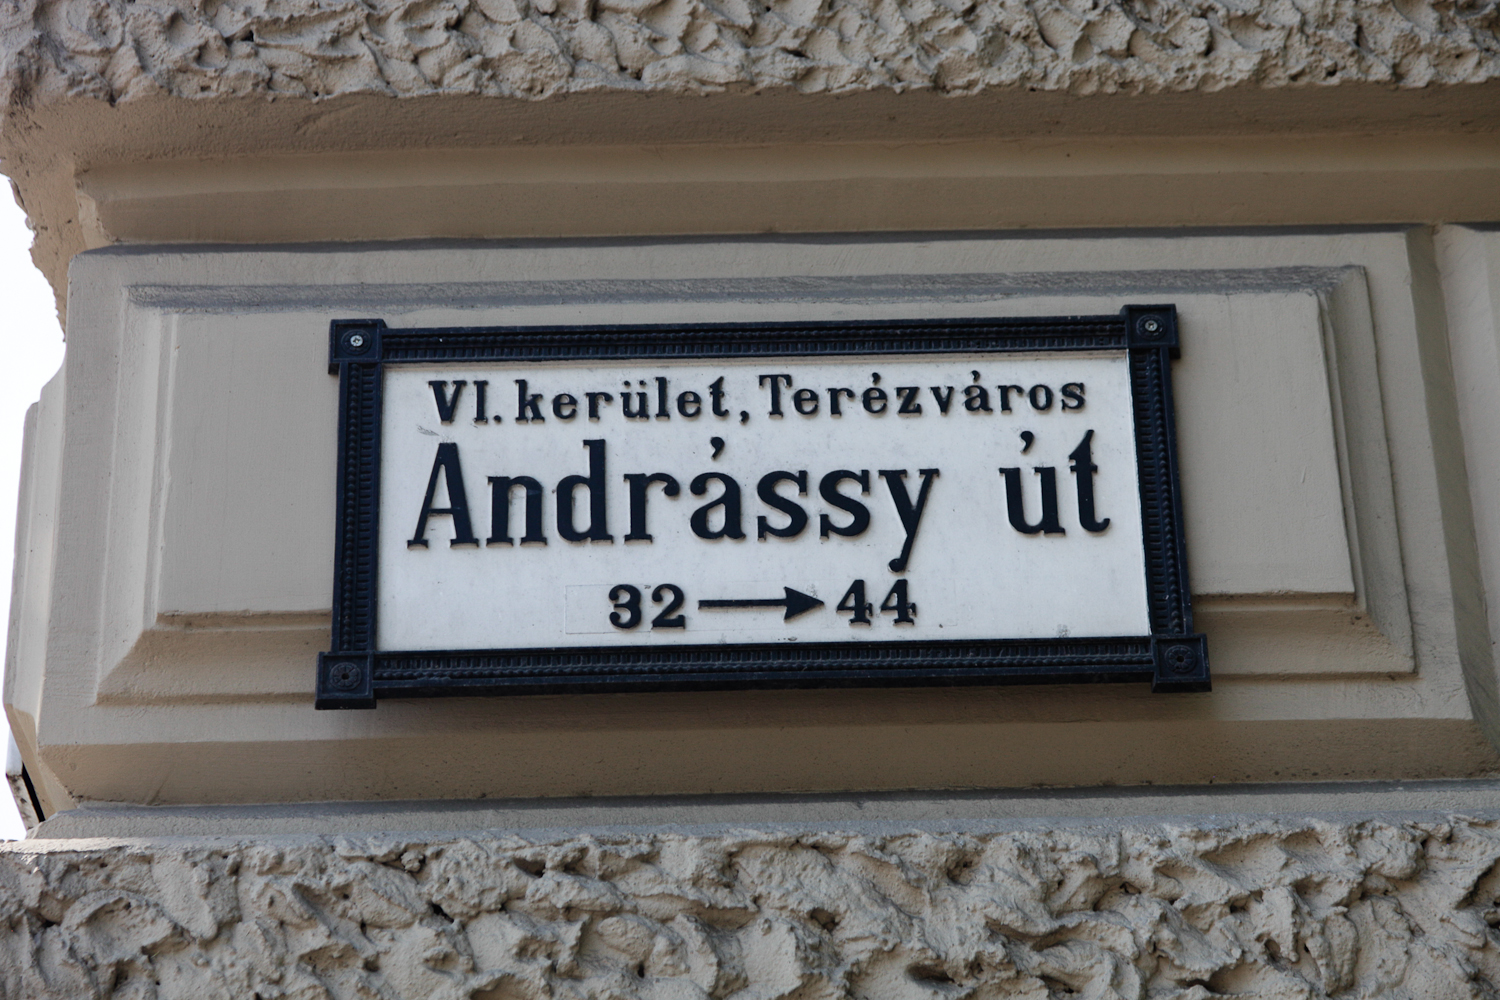 VI. kerület, Terézváros
Andrássy út
32 → 44